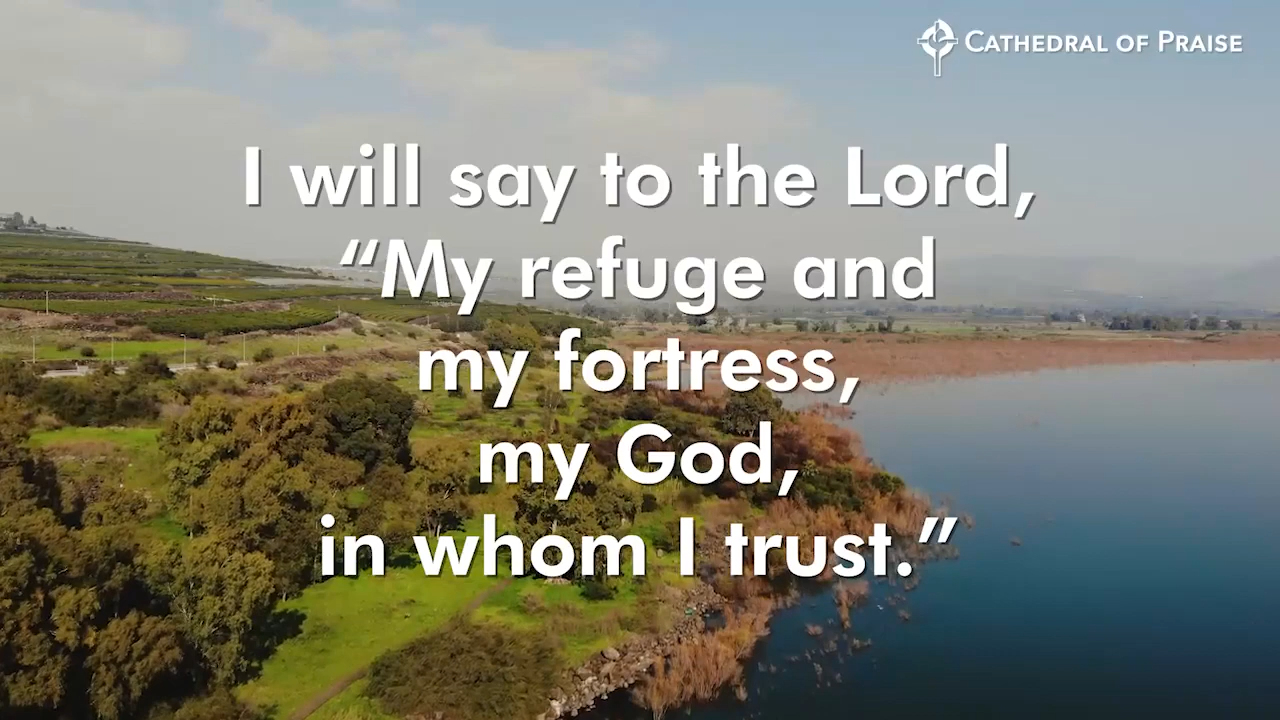 CATHEDRAL OF PRAISE
I will say to the Lord,
“My refuge and
my fortress,
my God,
in whom I trust.”